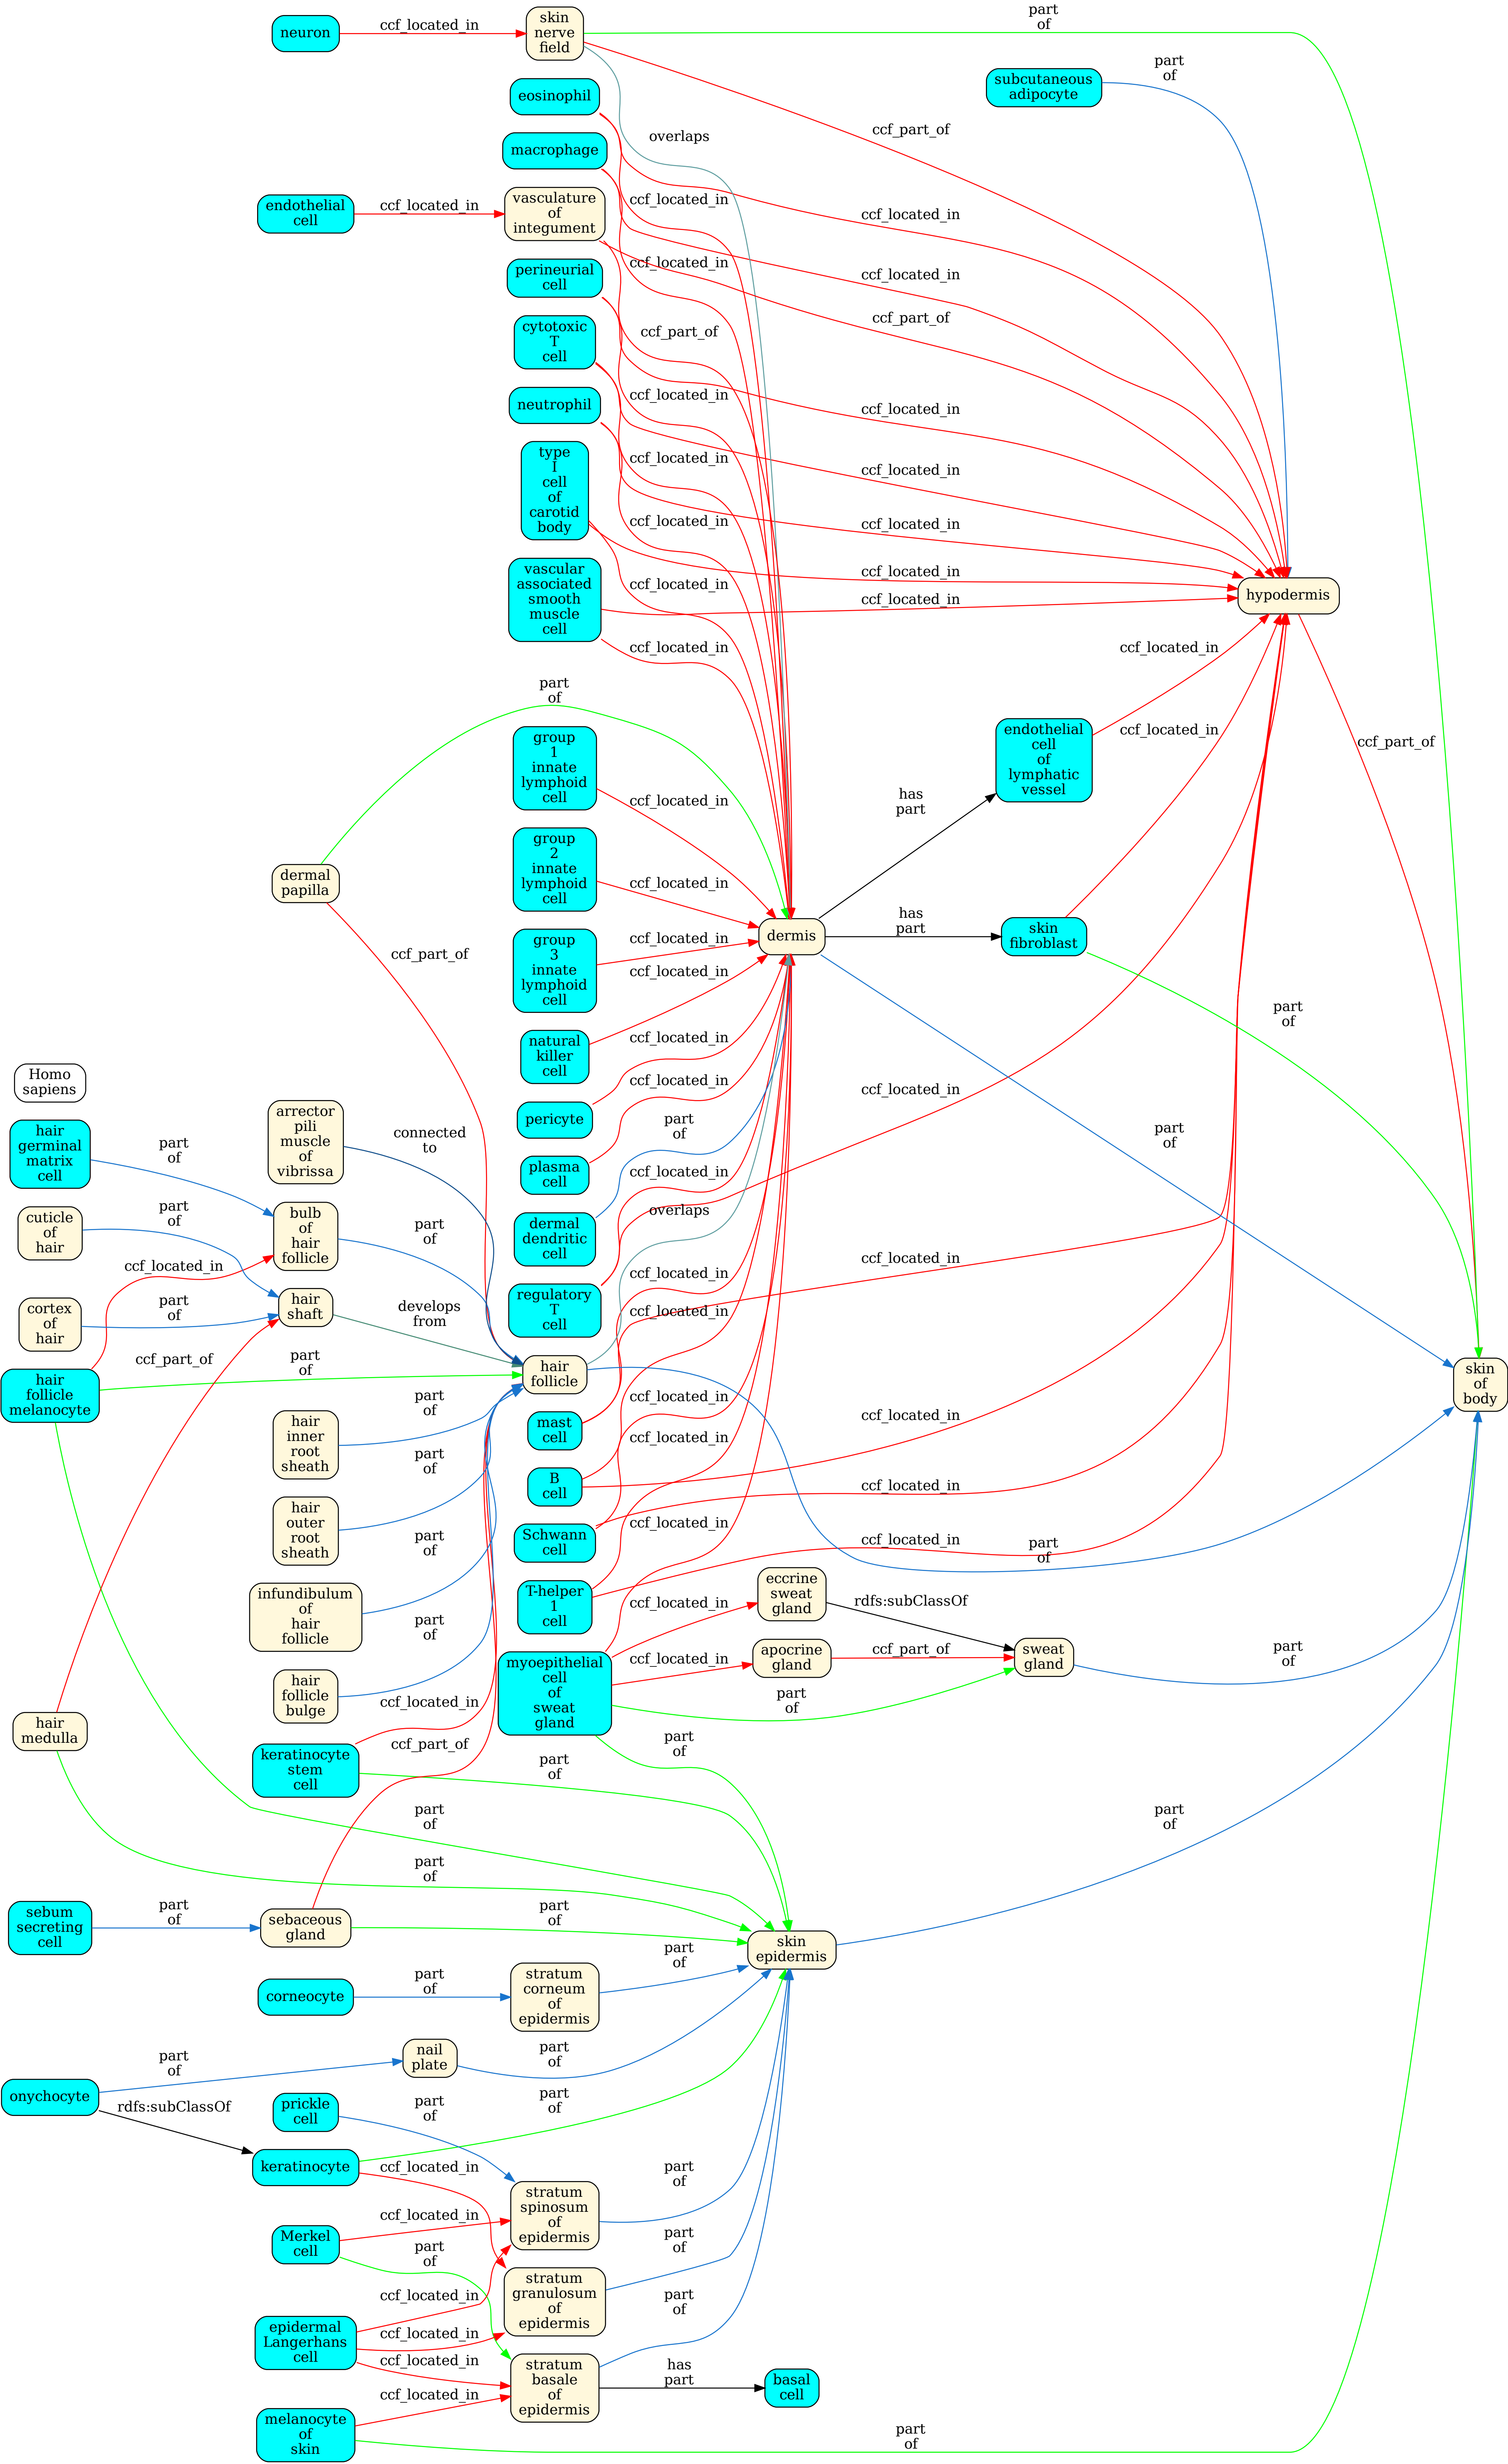 neuron
ccf_located_in
skin
nerve
field
part
of
subcutaneous
adipocyte
part
of
eosinophil
overlaps
ccf_part_of
macrophage
endothelial
cell
ccf_located_in
vasculature
of
integument
ccf_located_in
ccf_located_in
perineurial
cell
ccf_located_in
ccf_located_in
cytotoxic
T
cell
ccf_part_of
ccf_part_of
neutrophil
ccf_located_in
ccf_located_in
type
I
cell
of
carotid
body
ccf_located_in
ccf_located_in
ccf_located_in
ccf_located_in
vascular
associated
smooth
muscle
cell
ccf_located_in
ccf_located_in
ccf_located_in
ccf_located_in
hypodermis
part
of
ccf_located_in
ccf_located_in
ccf_part_of
group
1
innate
lymphoid
cell
ccf_located_in
endothelial
cell
of
lymphatic
vessel
has
part
group
2
innate
lymphoid
cell
ccf_located_in
dermal
papilla
ccf_part_of
group
3
innate
lymphoid
cell
ccf_located_in
ccf_located_in
dermis
has
part
skin
fibroblast
part
of
natural
killer
cell
ccf_located_in
Homo
sapiens
pericyte
ccf_located_in
ccf_located_in
hair
germinal
matrix
cell
part
of
arrector
pili
muscle
of
vibrissa
connected
to
plasma
cell
part
of
part
of
cuticle
of
hair
part
of
bulb
of
hair
follicle
part
of
dermal
dendritic
cell
ccf_located_in
overlaps
ccf_located_in
cortex
of
hair
part
of
hair
shaft
develops
from
regulatory
T
cell
ccf_located_in
ccf_located_in
ccf_located_in
hair
follicle
melanocyte
ccf_part_of
part
of
hair
follicle
skin
of
body
hair
inner
root
sheath
part
of
mast
cell
ccf_located_in
ccf_located_in
hair
outer
root
sheath
part
of
B
cell
ccf_located_in
ccf_located_in
Schwann
cell
ccf_located_in
ccf_located_in
part
of
infundibulum
of
hair
follicle
part
of
T-helper
1
cell
ccf_located_in
eccrine
sweat
gland
rdfs:subClassOf
hair
follicle
bulge
part
of
myoepithelial
cell
of
sweat
gland
ccf_located_in
apocrine
gland
ccf_part_of
sweat
gland
part
of
hair
medulla
ccf_located_in
part
of
part
of
keratinocyte
stem
cell
ccf_part_of
part
of
part
of
part
of
part
of
sebum
secreting
cell
part
of
sebaceous
gland
part
of
skin
epidermis
corneocyte
part
of
stratum
corneum
of
epidermis
part
of
onychocyte
part
of
nail
plate
part
of
rdfs:subClassOf
prickle
cell
part
of
part
of
keratinocyte
ccf_located_in
stratum
spinosum
of
epidermis
part
of
Merkel
cell
ccf_located_in
part
of
stratum
granulosum
of
epidermis
part
of
epidermal
Langerhans
cell
ccf_located_in
ccf_located_in
ccf_located_in
stratum
basale
of
epidermis
part
of
has
part
basal
cell
melanocyte
of
skin
ccf_located_in
part
of